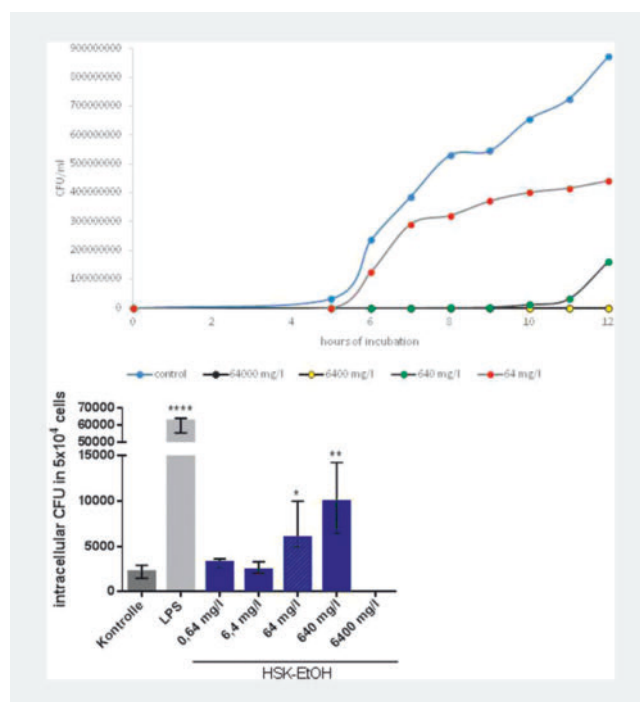 900000000
800000000
700000000
600000000
500000000
400000000
300000000
200000000
100000000
0
CFU/ml
0 2 4 6 8 10 12
hours of incubation
control 64000 mg/l 6400 mg/l 640 mg/l 64 mg/l
intracellular CFU in 5x10⁴ cells
70000
60000
50000
15000
10000
5000
0
**** * **
Kontrolle LPS 0,64 mg/l 6,4 mg/l 64 mg/l 640 mg/l 6400 mg/l
HSK-EtOH